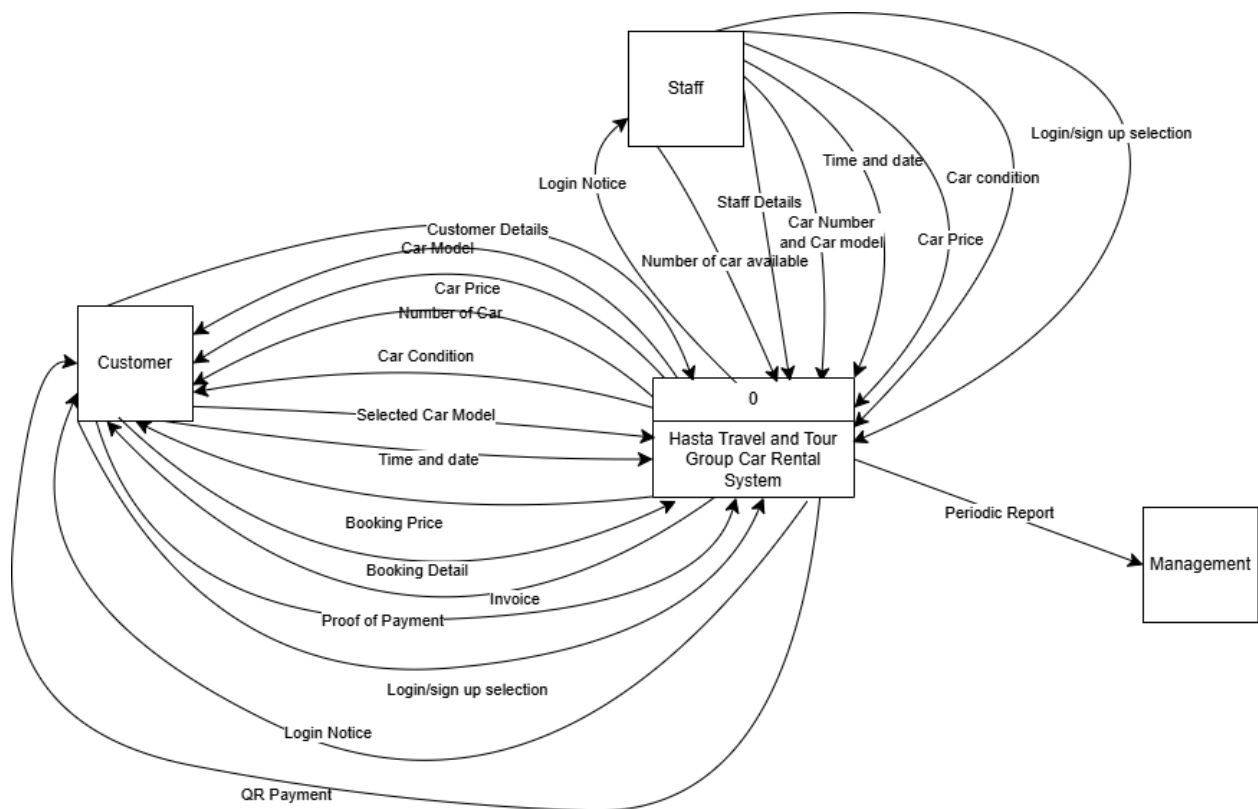 Staff
Login/sign up selection
Time and date
Car condition
Login Notice
Staff Details
Car Number
and Car model
Car Price
Customer Details
Car Model
Number of car available
Car Price
Number of Car
Customer
Car Condition
0
Selected Car Model
Hasta Travel and Tour
Group Car Rental
System
Time and date
Periodic Report
Booking Price
Management
Booking Detail
Invoice
Proof of Payment
Login/sign up selection
Login Notice
QR Payment